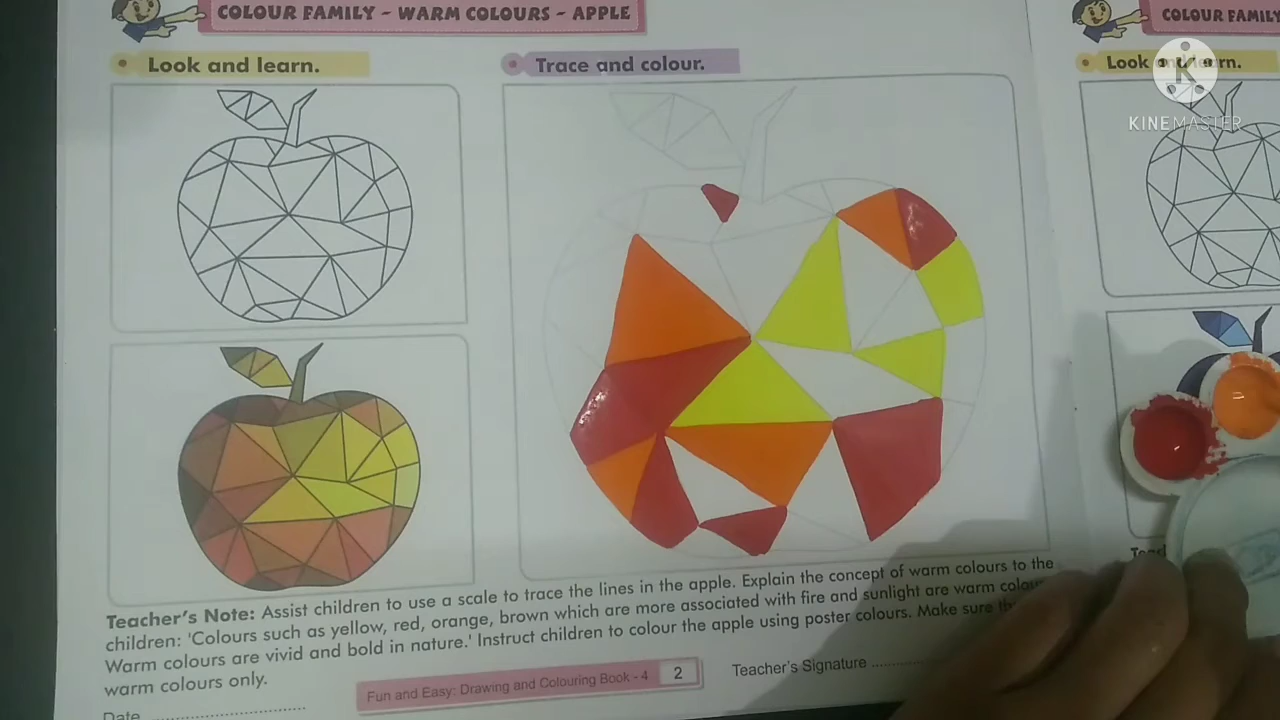 COLOUR FAMILY - WARM COLOURS - APPLE
COLOUR FAMILY
Look and learn.
Trace and colour.
Look and learn.
K
KINEMASTER
Teacher's Note: Assist children to use a scale to trace the lines in the apple. Explain the concept of warm colours to the
children: 'Colours such as yellow, red, orange, brown which are more associated with fire and sunlight are warm colou
Warm colours are vivid and bold in nature.' Instruct children to colour the apple using poster colours. Make sure
warm colours only.
Fun and Easy: Drawing and Colouring Book - 4 2
Teacher's Signature
Date